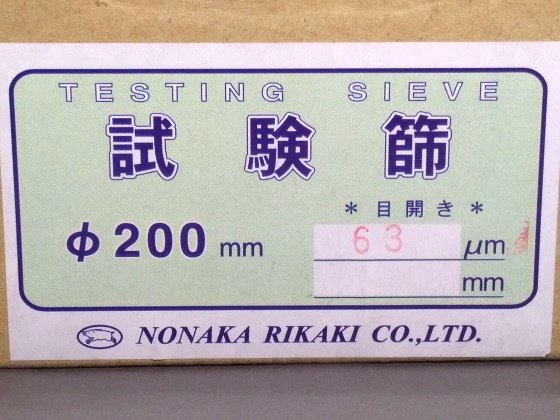 TESTING SIEVE
試験篩
＊目開き＊
φ200 mm
63 μm
mm
NONAKA RIKAKI CO.,LTD.